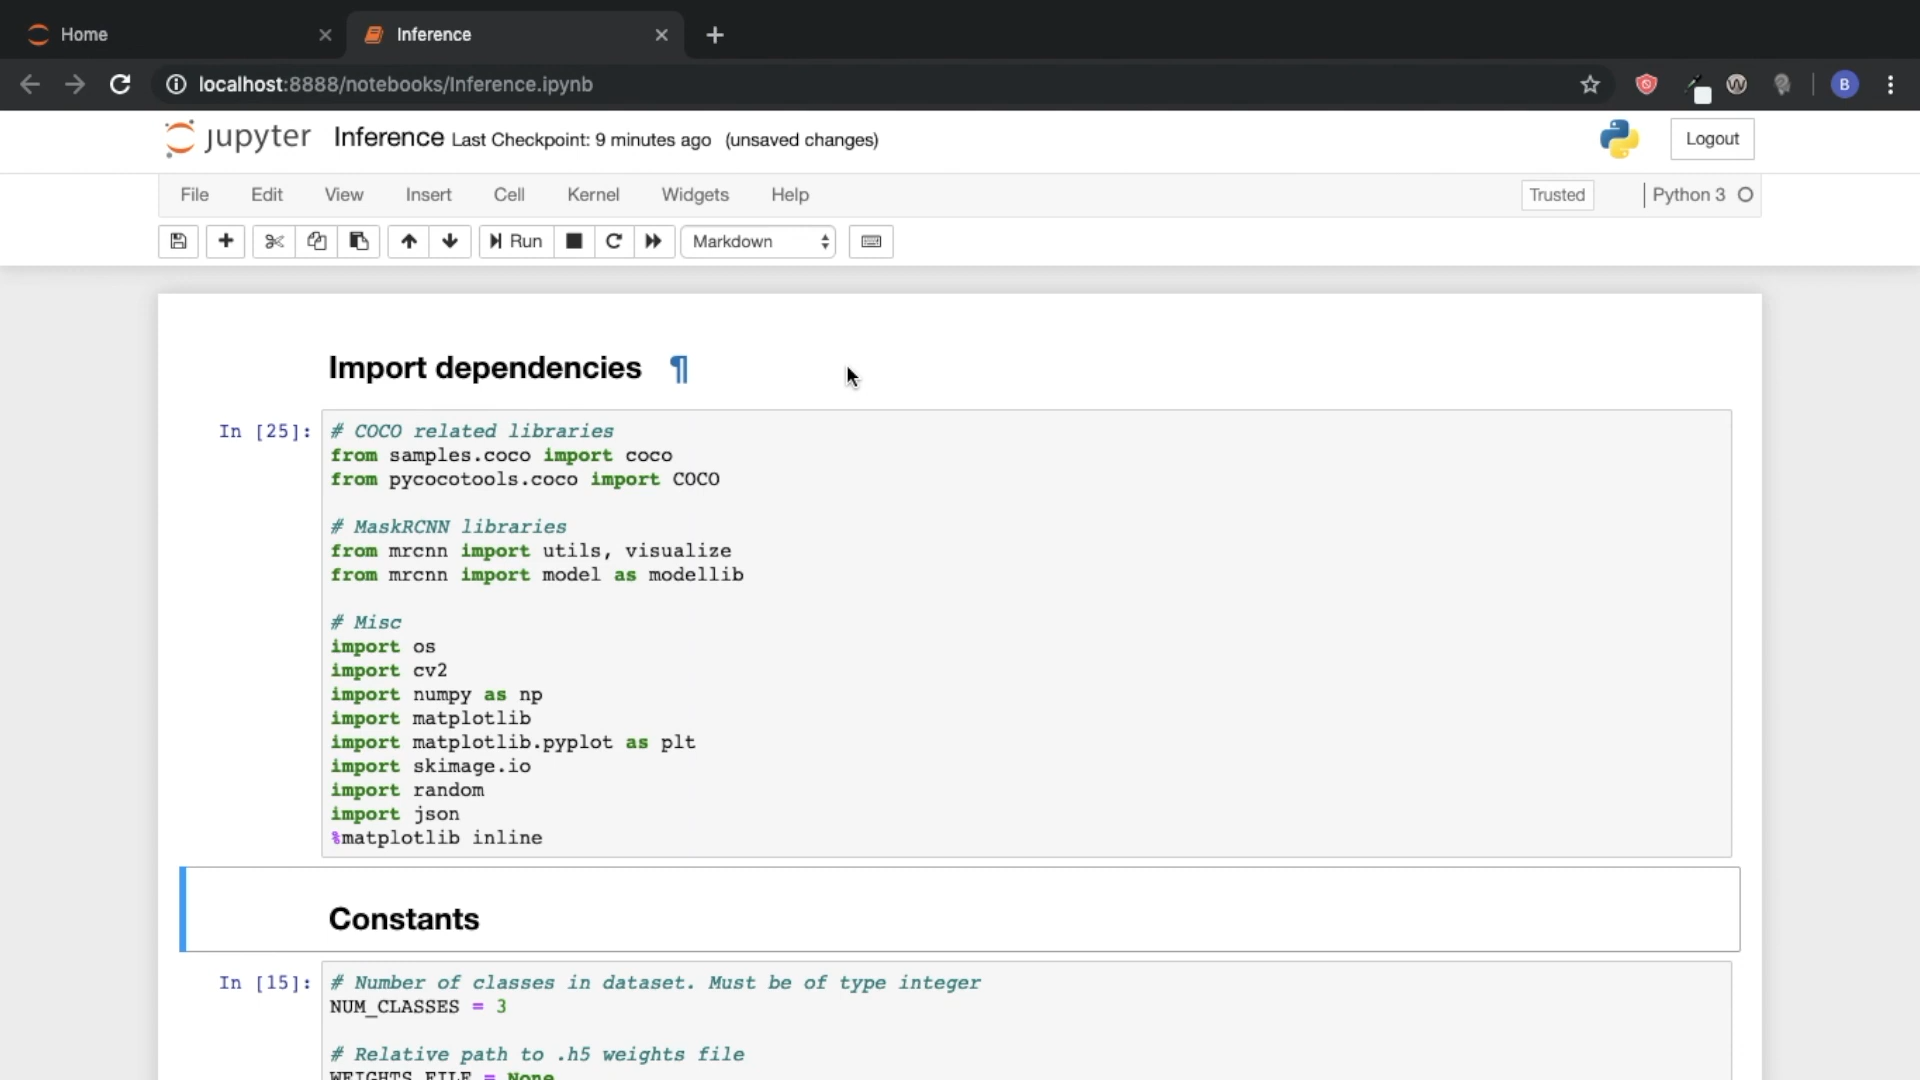 Home
Inference
localhost:8888/notebooks/Inference.ipynb
B
jupyter Inference Last Checkpoint: 9 minutes ago (unsaved changes)
Logout
File Edit View Insert Cell Kernel Widgets Help
Trusted
Python 3
Run
Markdown
Import dependencies ¶
In [25]:
# COCO related libraries
from samples.coco import coco
from pycocotools.coco import COCO
# MaskRCNN libraries
from mrcnn import utils, visualize
from mrcnn import model as modellib
# Misc
import os
import cv2
import numpy as np
import matplotlib
import matplotlib.pyplot as plt
import skimage.io
import random
import json
%matplotlib inline
Constants
In [15]:
# Number of classes in dataset. Must be of type integer
NUM_CLASSES = 3
# Relative path to .h5 weights file
WEIGHTS_FILE = None